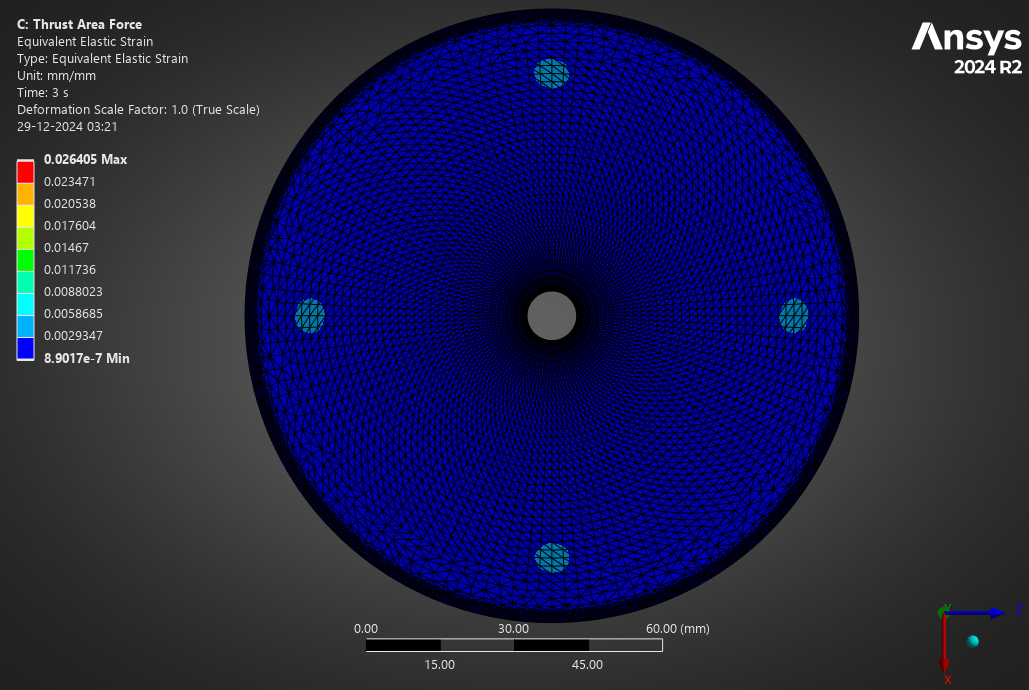 C: Thrust Area Force
Equivalent Elastic Strain
Type: Equivalent Elastic Strain
Unit: mm/mm
Time: 3 s
Deformation Scale Factor: 1.0 (True Scale)
29-12-2024 03:21
0.026405 Max
0.023471
0.020538
0.017604
0.01467
0.011736
0.0088023
0.0058685
0.0029347
8.9017e-7 Min
Ansys
2024 R2
0.00 30.00 60.00 (mm)
15.00 45.00
Y
Z
X